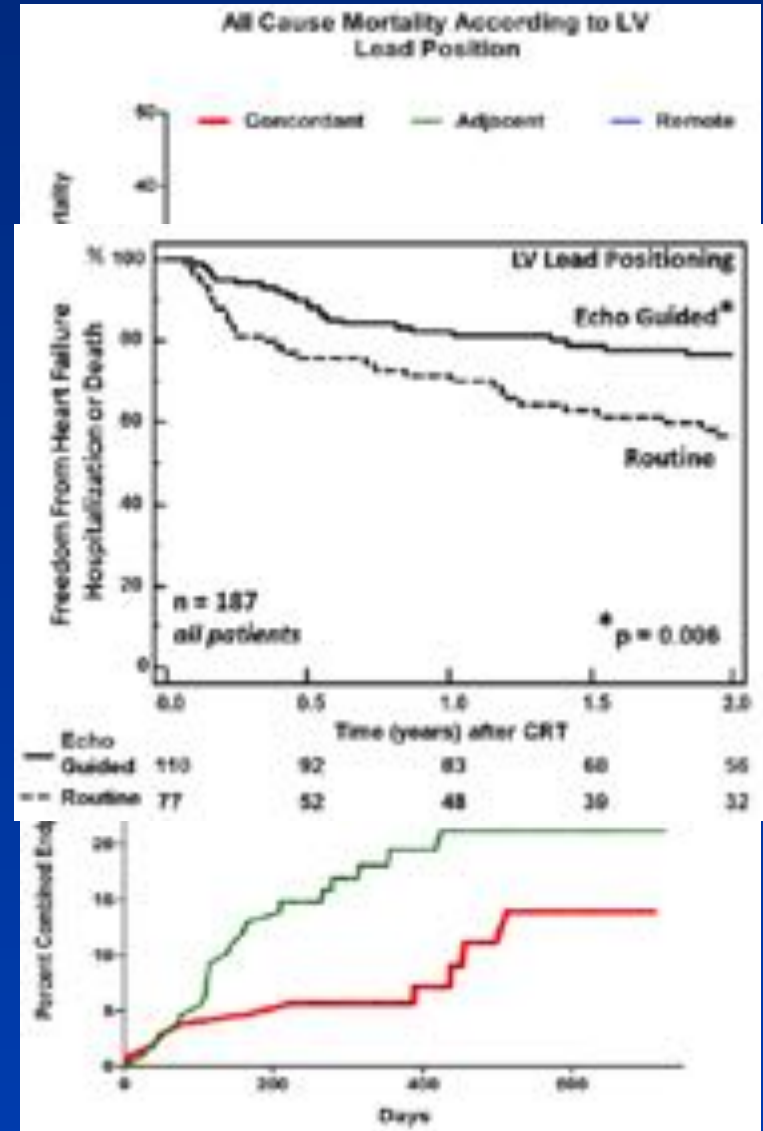 All Cause Mortality According to LV
Lead Position
Concordant Adjacent Remote
40
% 100
80
60
40
20
0
Freedom From Heart Failure
Hospitalization or Death
LV Lead Positioning
Echo Guided*
Routine
n = 187
all patients
* p = 0.006
0.0 0.5 1.0 1.5 2.0
Time (years) after CRT
Echo
Guided 110 92 83 68 56
Routine 77 52 48 39 32
Percent Combined
20
15
10
5
0
0 200 400 600
Days